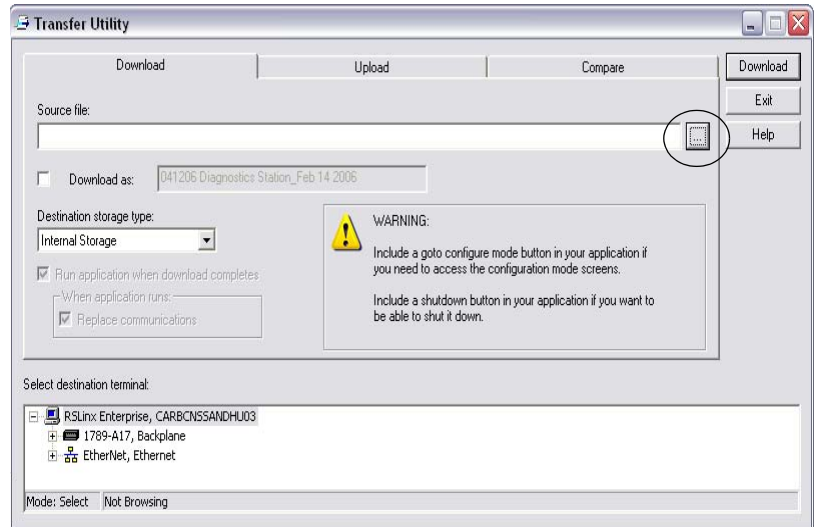 Transfer Utility
Download
Upload
Compare
Download
Exit
Help
Source file:
...
Download as:
041206 Diagnostics Station_Feb 14 2006
Destination storage type:
Internal Storage
Run application when download completes
When application runs:
Replace communications
WARNING:
Include a goto configure mode button in your application if
you need to access the configuration mode screens.
Include a shutdown button in your application if you want to
be able to shut it down.
Select destination terminal:
RSLinx Enterprise, CARBCNSSANDHU03
1789-A17, Backplane
EtherNet, Ethernet
Mode: Select
Not Browsing